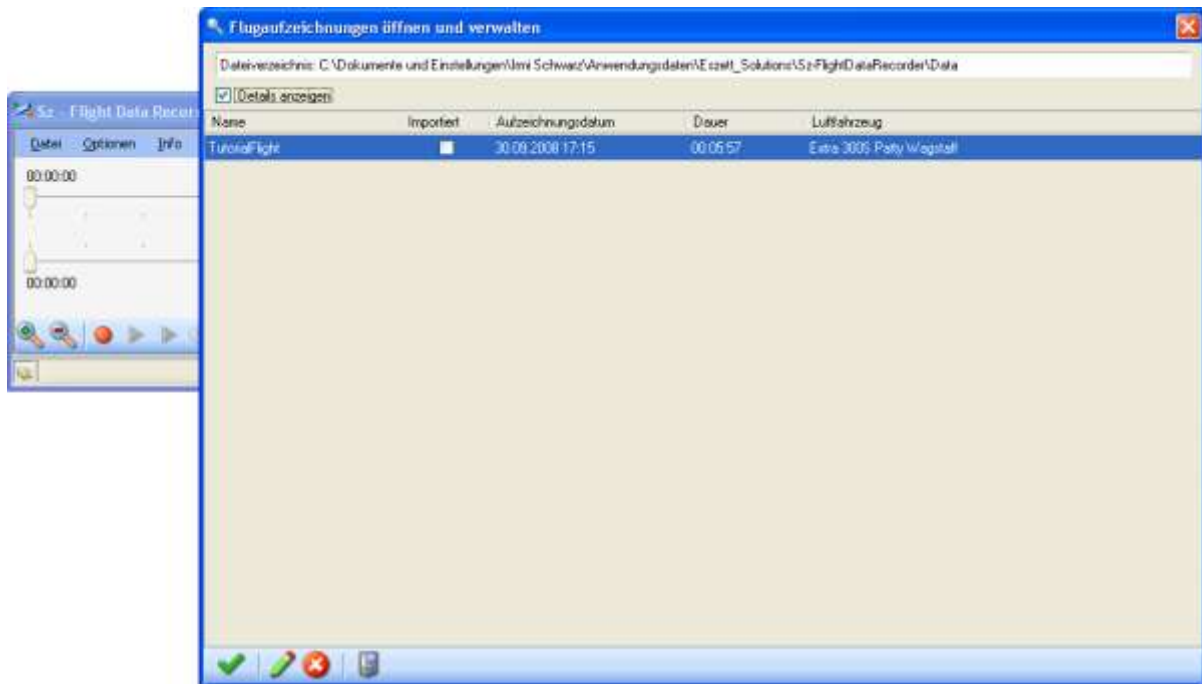 Flugaufzeichnungen öffnen und verwalten
Dateiverzeichnis: C:\Dokumente und Einstellungen\Irmi Schwarz\Anwendungsdaten\Eszett_Solutions\Sz-FlightDataRecorder\Data
Details anzeigen
Name Importiert Aufzeichnungsdatum Dauer Luftfahrzeug
TutorialFlight 30.09.2008 17:15 00:05:57 Extra 300S Patty Wagstaff
Sz - Flight Data Recor
Datei Optionen Info
00:00:00
00:00:00